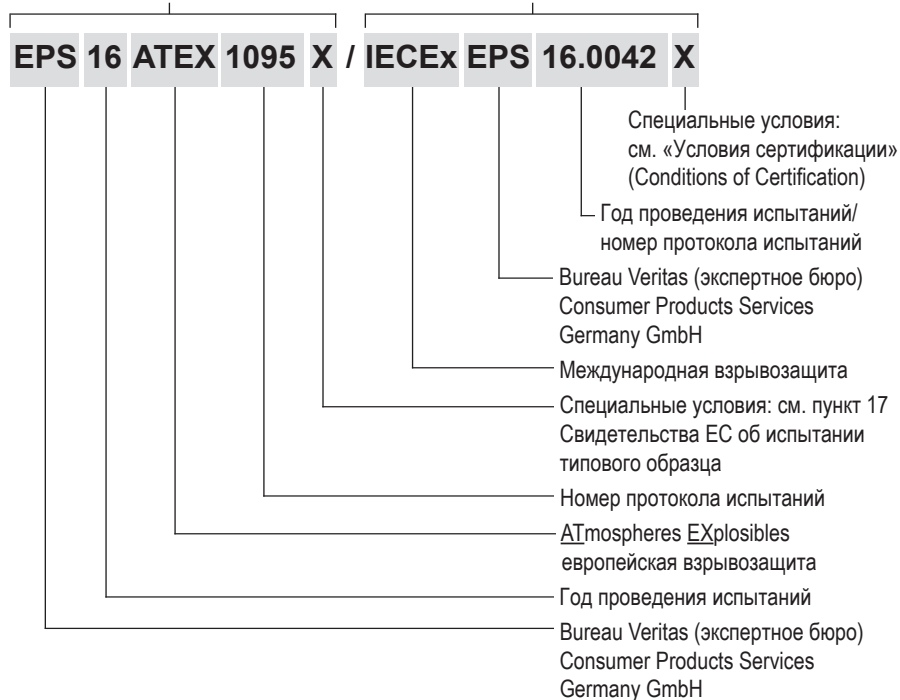 EPS 16 ATEX 1095 X / IECEx EPS 16.0042 X
Специальные условия:
см. «Условия сертификации»
(Conditions of Certification)
Год проведения испытаний/
номер протокола испытаний
Bureau Veritas (экспертное бюро)
Consumer Products Services
Germany GmbH
Международная взрывозащита
Специальные условия: см. пункт 17
Свидетельства ЕС об испытании
типового образца
Номер протокола испытаний
ATmospheres EXplosibles
европейская взрывозащита
Год проведения испытаний
Bureau Veritas (экспертное бюро)
Consumer Products Services
Germany GmbH